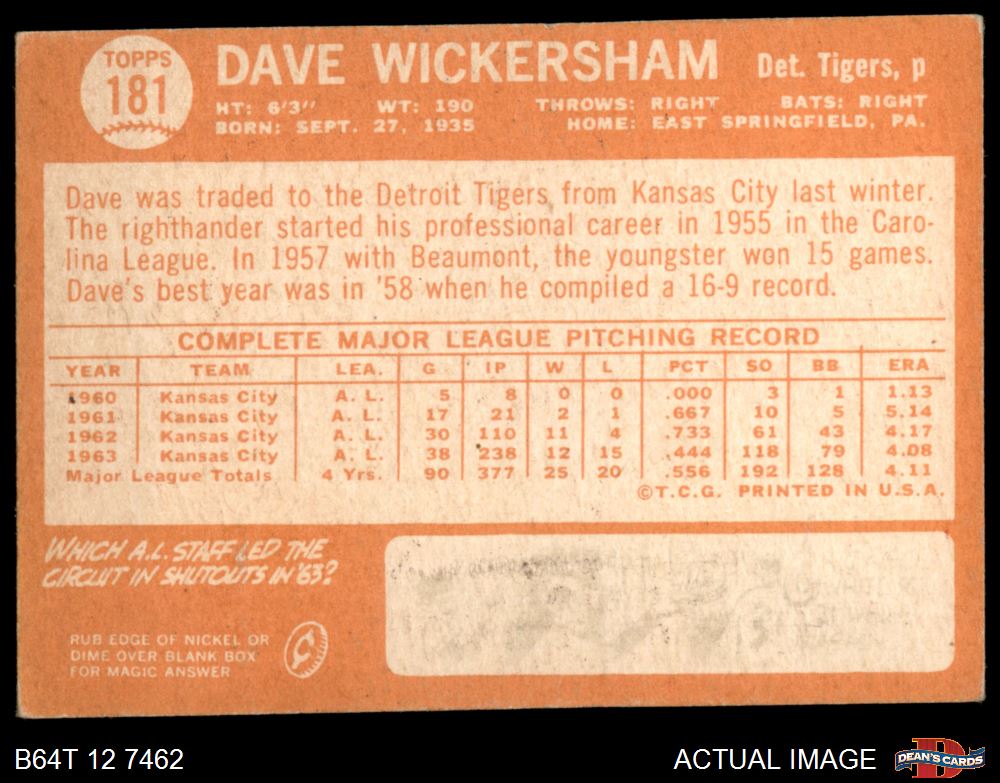 TOPPS
181
DAVE WICKERSHAM
Det. Tigers, p
HT: 6'3" WT: 190 THROWS: RIGHT BATS: RIGHT
BORN: SEPT. 27, 1935 HOME: EAST SPRINGFIELD, PA.
Dave was traded to the Detroit Tigers from Kansas City last winter.
The righthander started his professional career in 1955 in the Caro-
lina League. In 1957 with Beaumont, the youngster won 15 games.
Dave's best year was in '58 when he compiled a 16-9 record.
COMPLETE MAJOR LEAGUE PITCHING RECORD
YEAR TEAM LEA. G IP W L PCT SO BB ERA
1960 Kansas City A. L. 5 8 0 0 .000 3 1 1.13
1961 Kansas City A. L. 17 21 2 1 .667 10 5 5.14
1962 Kansas City A. L. 30 110 11 4 .733 61 43 4.17
1963 Kansas City A. L. 38 238 12 15 .444 118 79 4.08
Major League Totals 4 Yrs. 90 377 25 20 .556 192 128 4.11
©T.C.G. PRINTED IN U.S.A.
WHICH A.L. STAFF LED THE
CIRCUIT IN SHUTOUTS IN '63?
RUB EDGE OF NICKEL OR
DIME OVER BLANK BOX
FOR MAGIC ANSWER
B64T 12 7462
ACTUAL IMAGE
DEAN'S CARDS